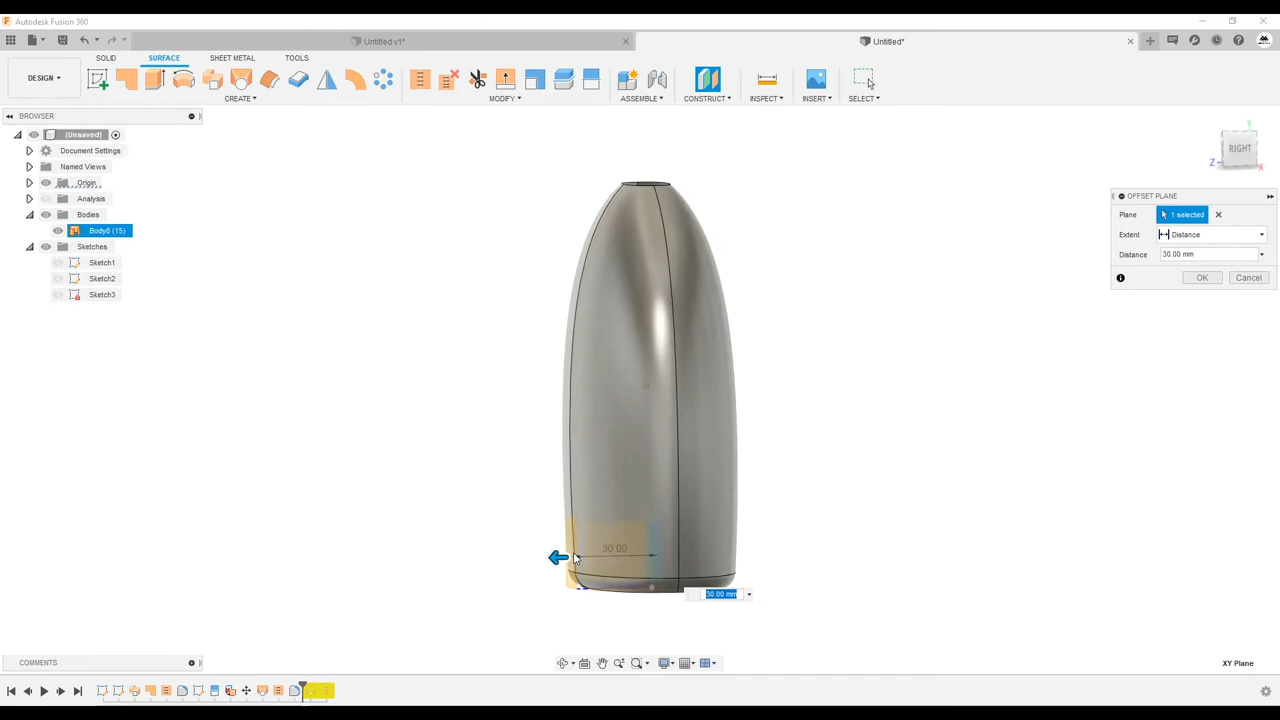 Autodesk Fusion 360
Untitled v1*
Untitled*
DESIGN
SOLID
SURFACE
SHEET METAL
TOOLS
CREATE
MODIFY
ASSEMBLE
CONSTRUCT
INSPECT
INSERT
SELECT
BROWSER
(Unsaved)
Document Settings
Named Views
Origin
Analysis
Bodies
Body8 (15)
Sketches
Sketch1
Sketch2
Sketch3
Y
RIGHT
Z
X
OFFSET PLANE
Plane
1 selected
Extent
Distance
Distance
30.00 mm
OK
Cancel
30.00
30.00 mm
COMMENTS
XY Plane